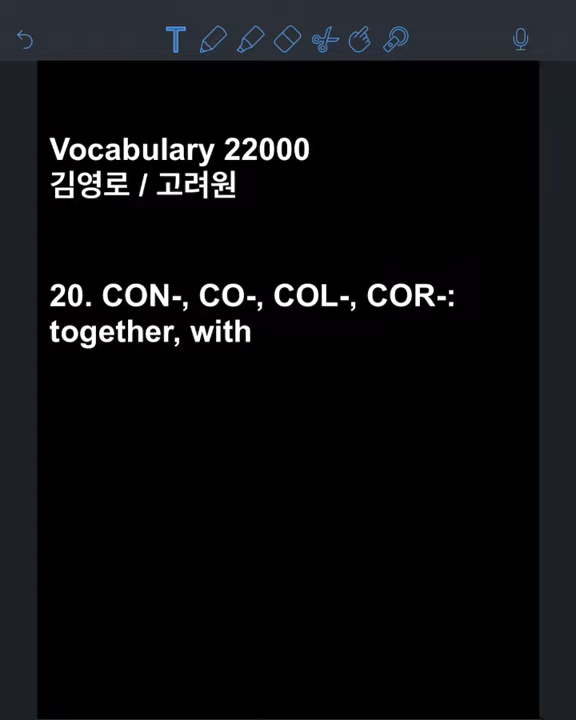 Vocabulary 22000
김영로 / 고려원
20. CON-, CO-, COL-, COR-:
together, with